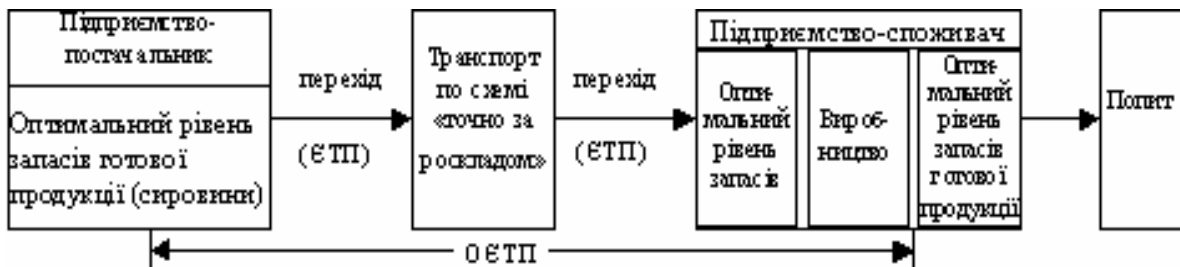 Підприємство-
постачальник
Оптимальний рівень
запасів готової
продукції (сировини)
перехід
(ЄТП)
Транспорт
по схемі
«точно за
роскладом»
перехід
(ЄТП)
Підприємство-споживач
Опти-
мальний
рівень
запасів
Вироб-
ництво
Опти-
мальний
рівень
запасів
готової
продукції
Попит
ОЄТП